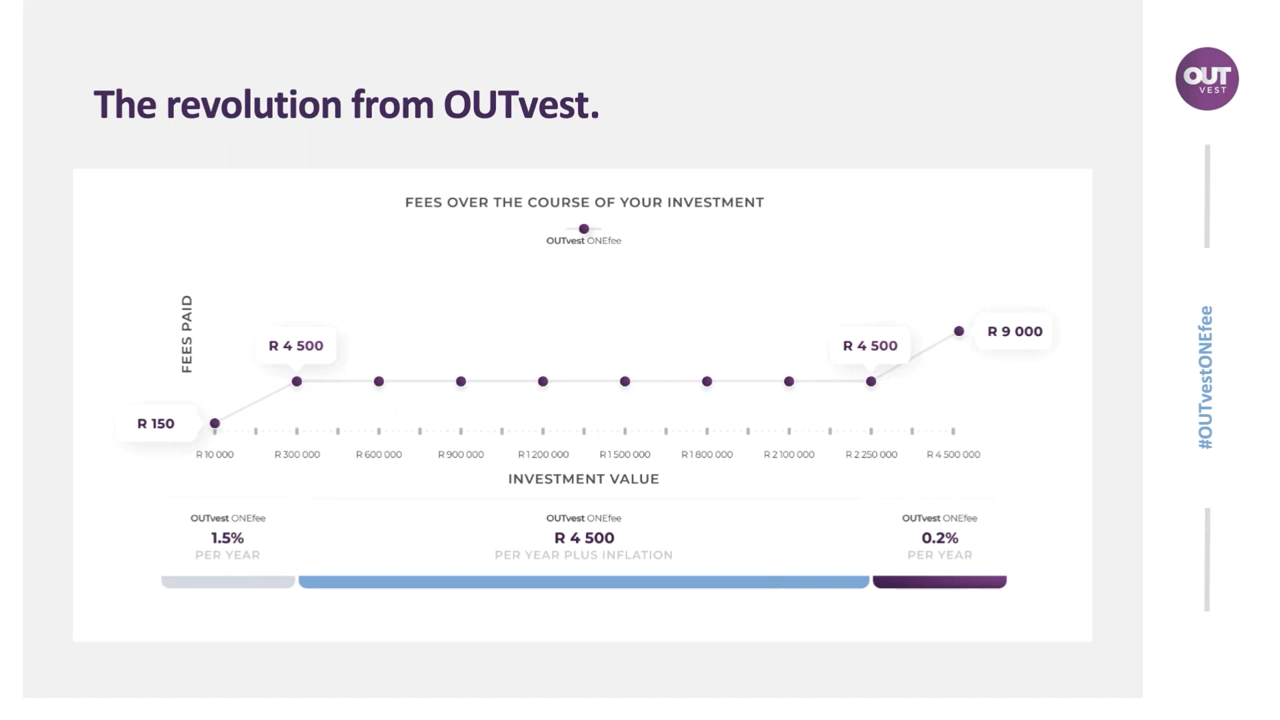 The revolution from OUTvest.
OUT
VEST
FEES OVER THE COURSE OF YOUR INVESTMENT
OUTvest ONEfee
FEES PAID
R 150
R 4 500
R 4 500
R 9 000
R 10 000
R 300 000
R 600 000
R 900 000
R 1 200 000
R 1 500 000
R 1 800 000
R 2 100 000
R 2 250 000
R 4 500 000
INVESTMENT VALUE
OUTvest ONEfee
1.5%
PER YEAR
OUTvest ONEfee
R 4 500
PER YEAR PLUS INFLATION
OUTvest ONEfee
0.2%
PER YEAR
#OUTvestONEfee